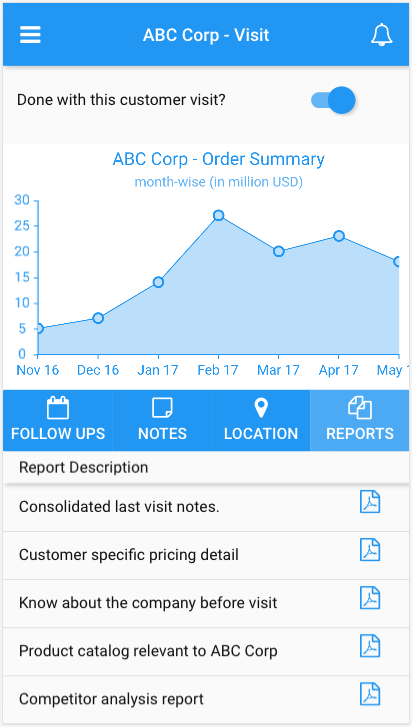 ABC Corp - Visit
Done with this customer visit?
ABC Corp - Order Summary
month-wise (in million USD)
30
25
20
15
10
5
0
Nov 16 Dec 16 Jan 17 Feb 17 Mar 17 Apr 17 May 1
FOLLOW UPS NOTES LOCATION REPORTS
Report Description
Consolidated last visit notes.
Customer specific pricing detail
Know about the company before visit
Product catalog relevant to ABC Corp
Competitor analysis report